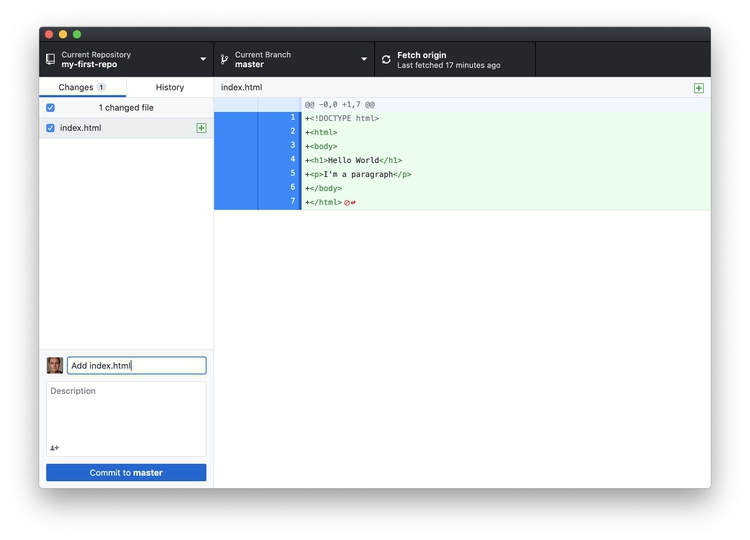 Current Repository
my-first-repo
Current Branch
master
Fetch origin
Last fetched 17 minutes ago
Changes 1
History
index.html
1 changed file
index.html
@@ -0,0 +1,7 @@
1 +<!DOCTYPE html>
2 +<html>
3 +<body>
4 +<h1>Hello World</h1>
5 +<p>I'm a paragraph</p>
6 +</body>
7 +</html>
Add index.html
Description
Commit to master